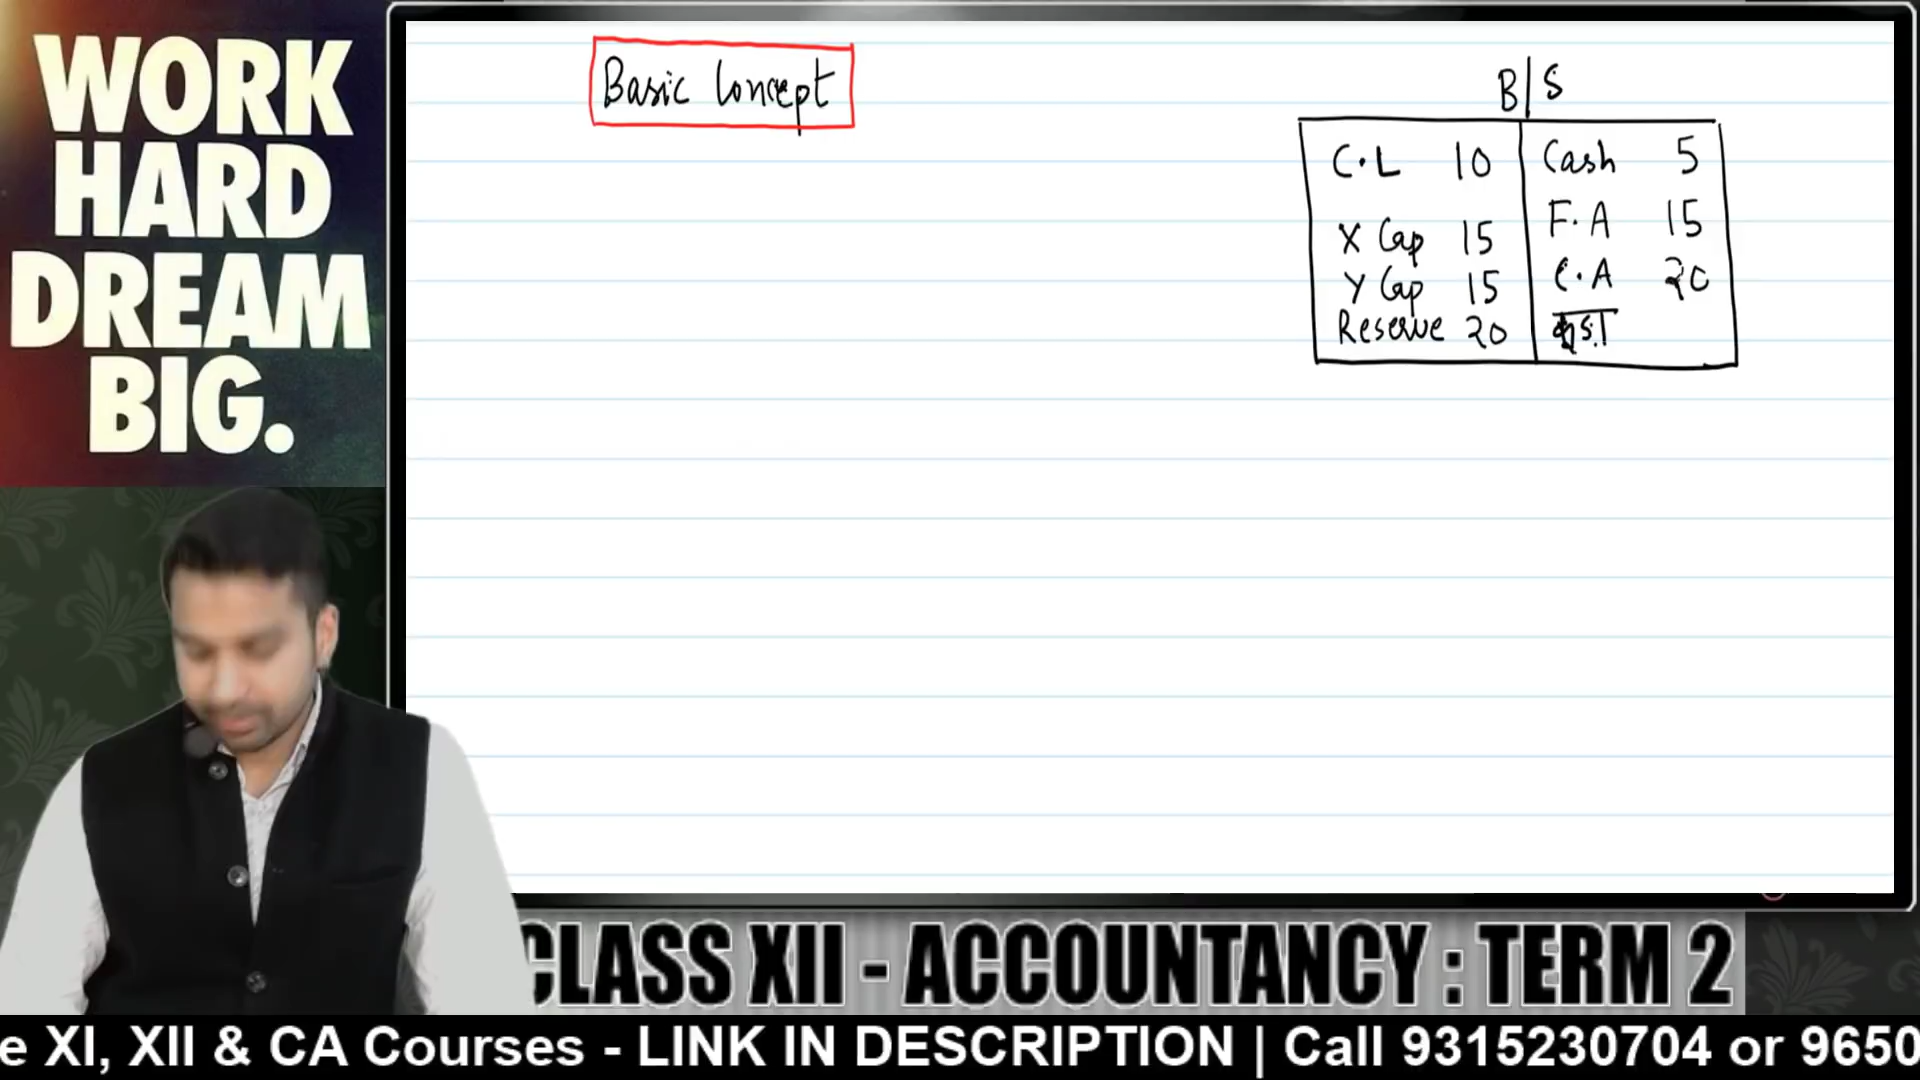 WORK
HARD
DREAM
BIG.
Basic Concept
B/S
C.L 10 Cash 5
X Cap 15 F.A 15
Y Cap 15 C.A 20
Reserve 20
CLASS XII - ACCOUNTANCY : TERM 2
e XI, XII & CA Courses - LINK IN DESCRIPTION | Call 9315230704 or 9650